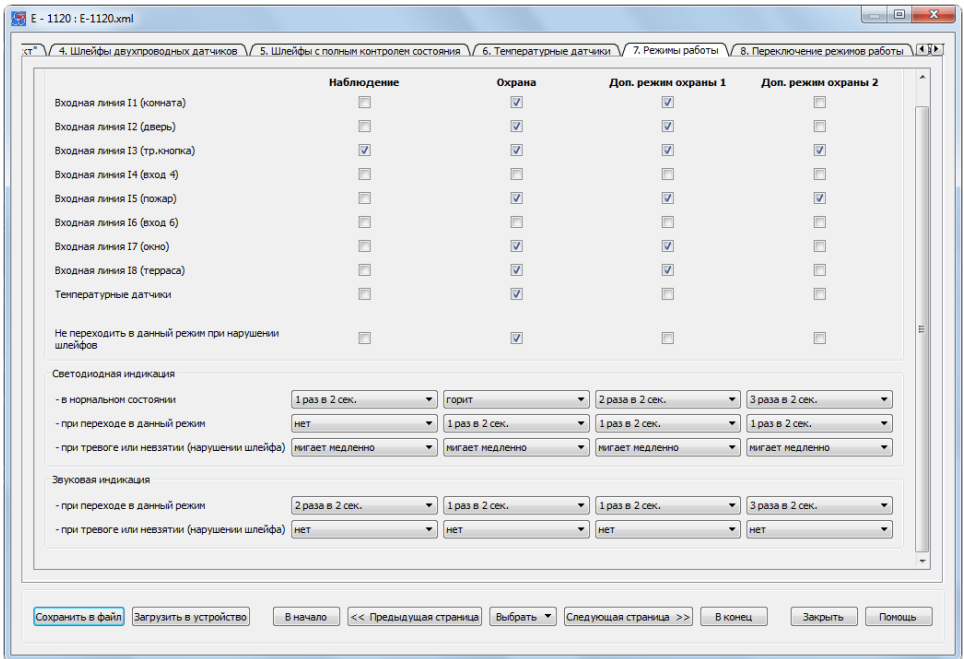 E - 1120 : E-1120.xml
кт" 4. Шлейфы двухпроводных датчиков 5. Шлейфы с полным контролем состояния 6. Температурные датчики 7. Режимы работы 8. Переключение режимов работы
Наблюдение Охрана Доп. режим охраны 1 Доп. режим охраны 2
Входная линия I1 (комната)
Входная линия I2 (дверь)
Входная линия I3 (тр.кнопка)
Входная линия I4 (вход 4)
Входная линия I5 (пожар)
Входная линия I6 (вход 6)
Входная линия I7 (окно)
Входная линия I8 (терраса)
Температурные датчики
Не переходить в данный режим при нарушении
шлейфов
Светодиодная индикация
- в нормальном состоянии 1 раз в 2 сек. горит 2 раза в 2 сек. 3 раза в 2 сек.
- при переходе в данный режим нет 1 раз в 2 сек. 1 раз в 2 сек. 1 раз в 2 сек.
- при тревоге или невзятии (нарушении шлейфа) мигает медленно мигает медленно мигает медленно мигает медленно
Звуковая индикация
- при переходе в данный режим 2 раза в 2 сек. 1 раз в 2 сек. 1 раз в 2 сек. 3 раза в 2 сек.
- при тревоге или невзятии (нарушении шлейфа) нет нет нет нет
Сохранить в файл Загрузить в устройство В начало << Предыдущая страница Выбрать Следующая страница >> В конец Закрыть Помощь